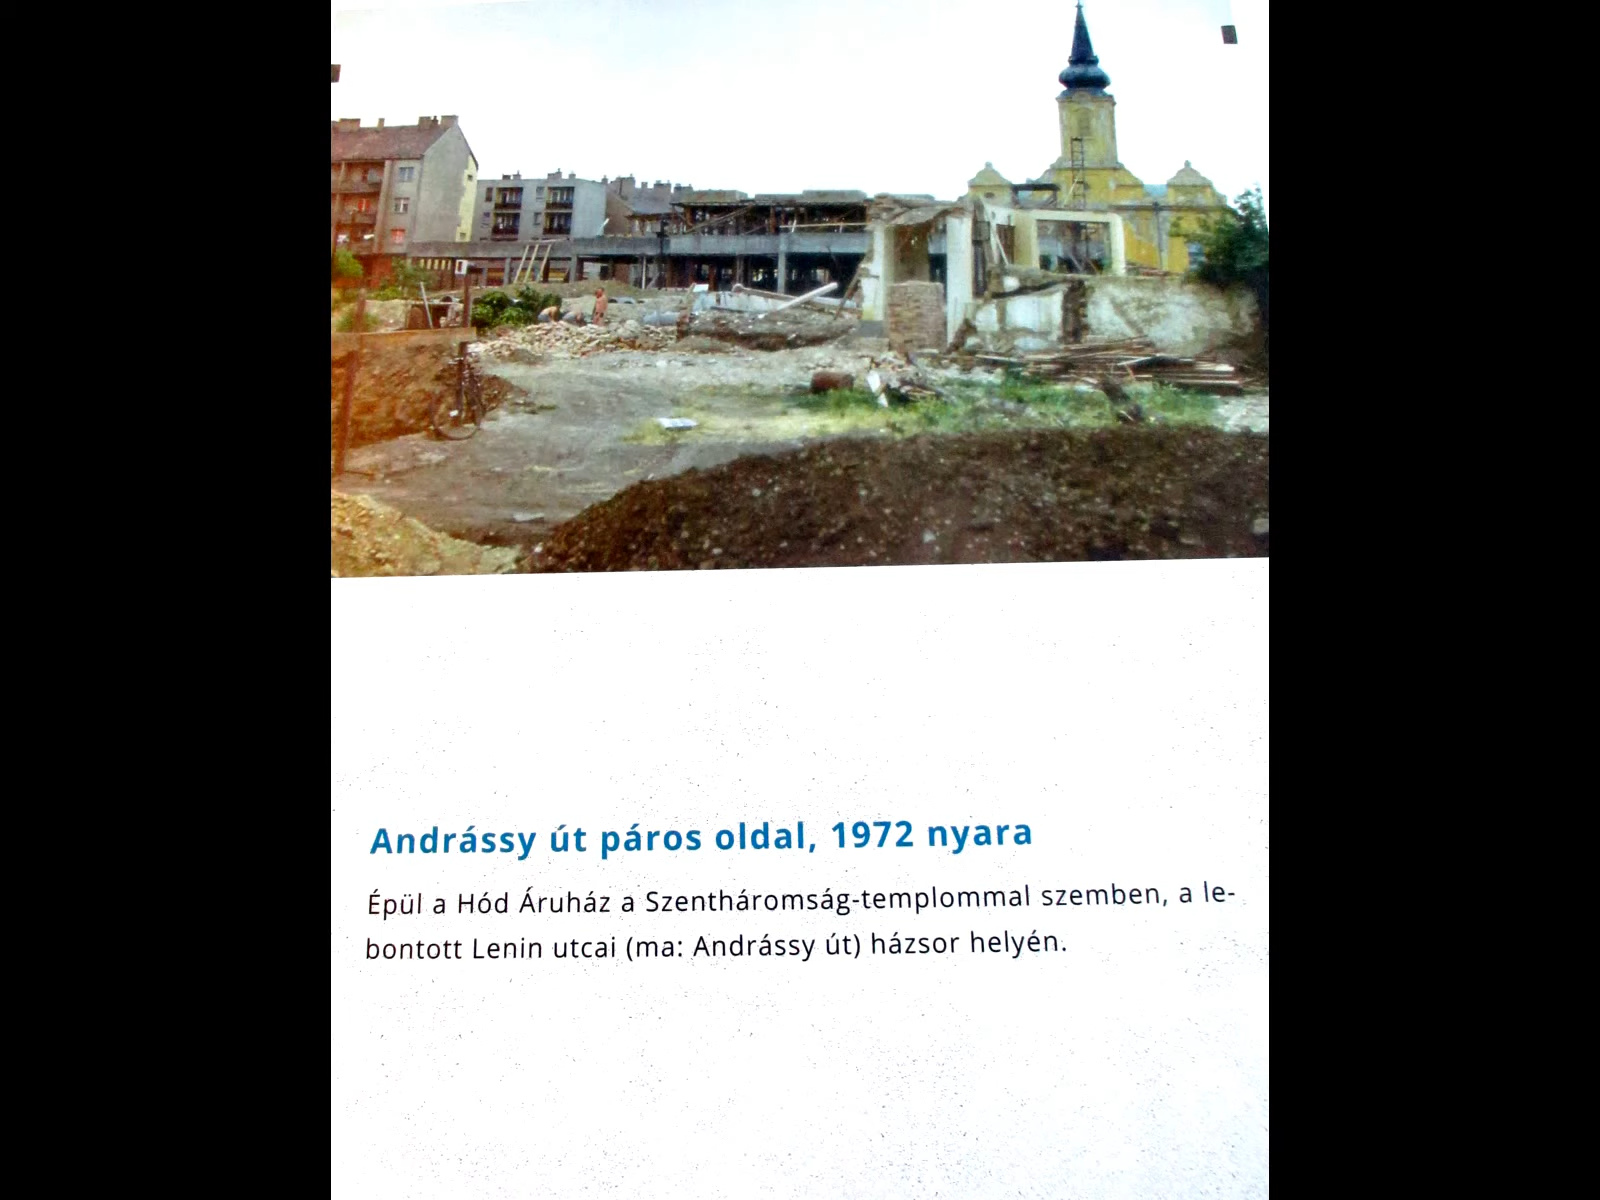 Andrássy út páros oldal, 1972 nyara
Épül a Hód Áruház a Szentháromság-templommal szemben, a le-
bontott Lenin utcai (ma: Andrássy út) házsor helyén.